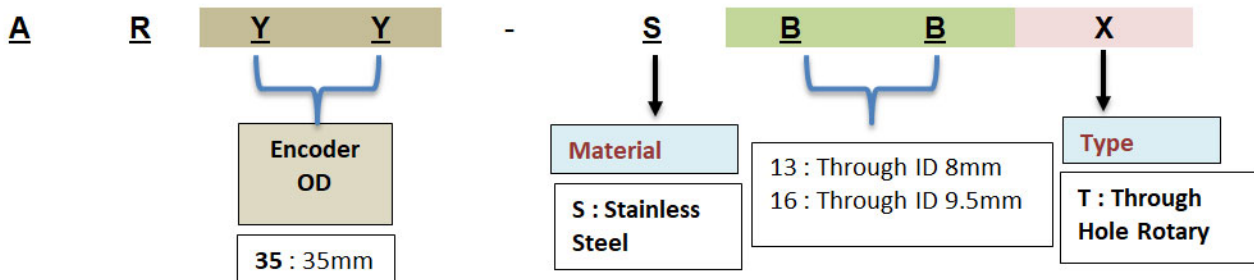 A R Y Y - S B B X
Encoder
OD
35 : 35mm
Material
S : Stainless
Steel
13 : Through ID 8mm
16 : Through ID 9.5mm
Type
T : Through
Hole Rotary